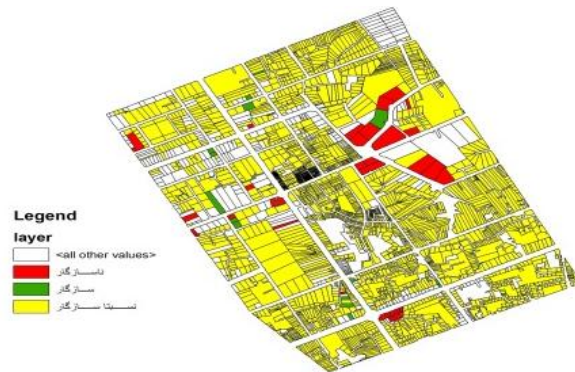 Legend
layer
<all other values>
ناسازگار
سازگار
نسبتا سازگار